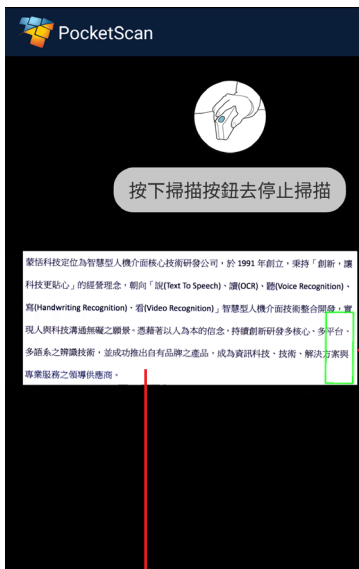 PocketScan
按下掃描按鈕去停止掃描
蒙恬科技定位為智慧型人機介面核心技術研發公司，於 1991 年創立，秉持「創新，讓
科技更貼心」的經營理念，朝向「說(Text To Speech)、讀(OCR)、聽(Voice Recognition)、
寫(Handwriting Recognition)、看(Video Recognition)」智慧型人機介面技術整合開發，實
現人與科技溝通無礙之願景。憑藉著以人為本的信念，持續創新研發多核心、多平台、
多語系之辨識技術，並成功推出自有品牌之產品，成為資訊科技、技術、解決方案與
專業服務之領導供應商。